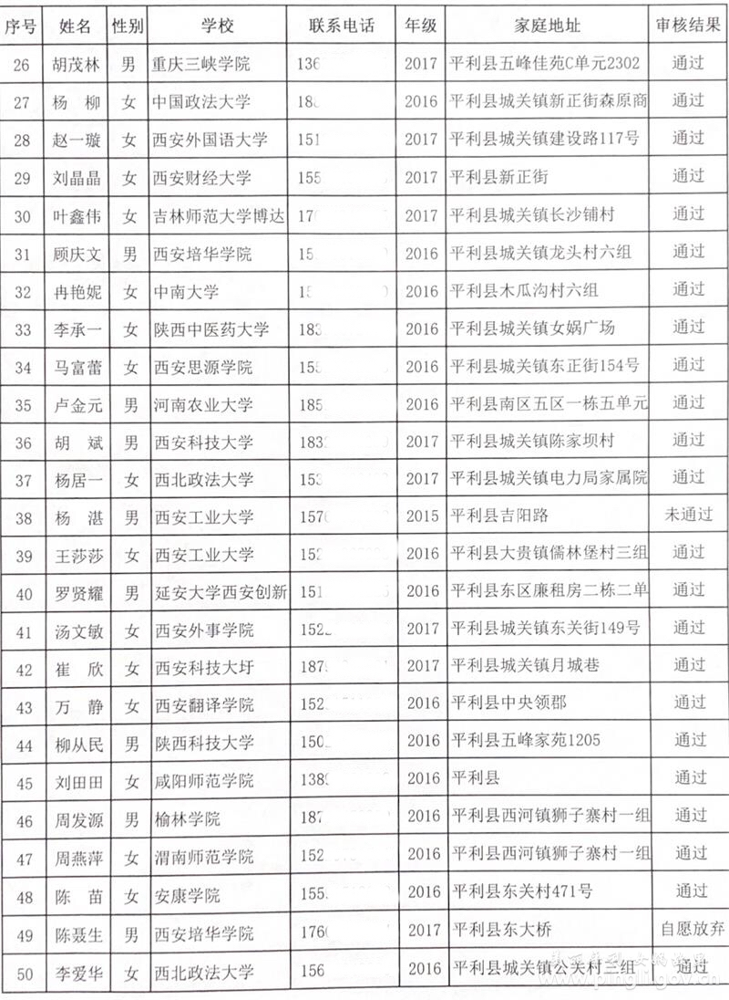 序号 姓名 性别 学校 联系电话 年级 家庭地址 审核结果
26 胡茂林 男 重庆三峡学院 136 2017 平利县五峰佳苑C单元2302 通过
27 杨 柳 女 中国政法大学 18 2016 平利县城关镇新正街森原商 通过
28 赵一璇 女 西安外国语大学 151 2017 平利县城关镇建设路117号 通过
29 刘晶晶 女 西安财经大学 155 2017 平利县新正街 通过
30 叶鑫伟 女 吉林师范大学博达 17 2017 平利县城关镇长沙铺村 通过
31 顾庆文 男 西安培华学院 15 2016 平利县城关镇龙头村六组 通过
32 冉艳妮 女 中南大学 1 2016 平利县木瓜沟村六组 通过
33 李承一 女 陕西中医药大学 183 2016 平利县城关镇女娲广场 通过
34 马富蕾 女 西安思源学院 155 2016 平利县城关镇东正街154号 通过
35 卢金元 男 河南农业大学 185 2016 平利县南区五区一栋五单元 通过
36 胡 斌 男 西安科技大学 183 2017 平利县城关镇陈家坝村 通过
37 杨居一 女 西北政法大学 153 2017 平利县城关镇电力局家属院 通过
38 杨 湛 男 西安工业大学 157 2015 平利县吉阳路 未通过
39 王莎莎 女 西安工业大学 152 2016 平利县大贵镇儒林堡村三组 通过
40 罗贤耀 男 延安大学西安创新 151 2016 平利县东区廉租房二栋二单 通过
41 汤文敏 女 西安外事学院 152 2017 平利县城关镇东关街149号 通过
42 崔 欣 女 西安科技大圩 187 2017 平利县城关镇月城巷 通过
43 万 静 女 西安翻译学院 152 2016 平利县中央领郡 通过
44 柳从民 男 陕西科技大学 150 2016 平利县五峰家苑1205 通过
45 刘田田 女 咸阳师范学院 138 2016 平利县 通过
46 周发源 男 榆林学院 187 2016 平利县西河镇狮子寨村一组 通过
47 周燕萍 女 渭南师范学院 152 2016 平利县西河镇狮子寨村一组 通过
48 陈 苗 女 安康学院 155 2016 平利县东关村471号 通过
49 陈聂生 男 西安培华学院 176 2017 平利县东大桥 自愿放弃
50 李爱华 女 西北政法大学 156 2016 平利县城关镇公关村三组 通过
www.pingli.gov.cn